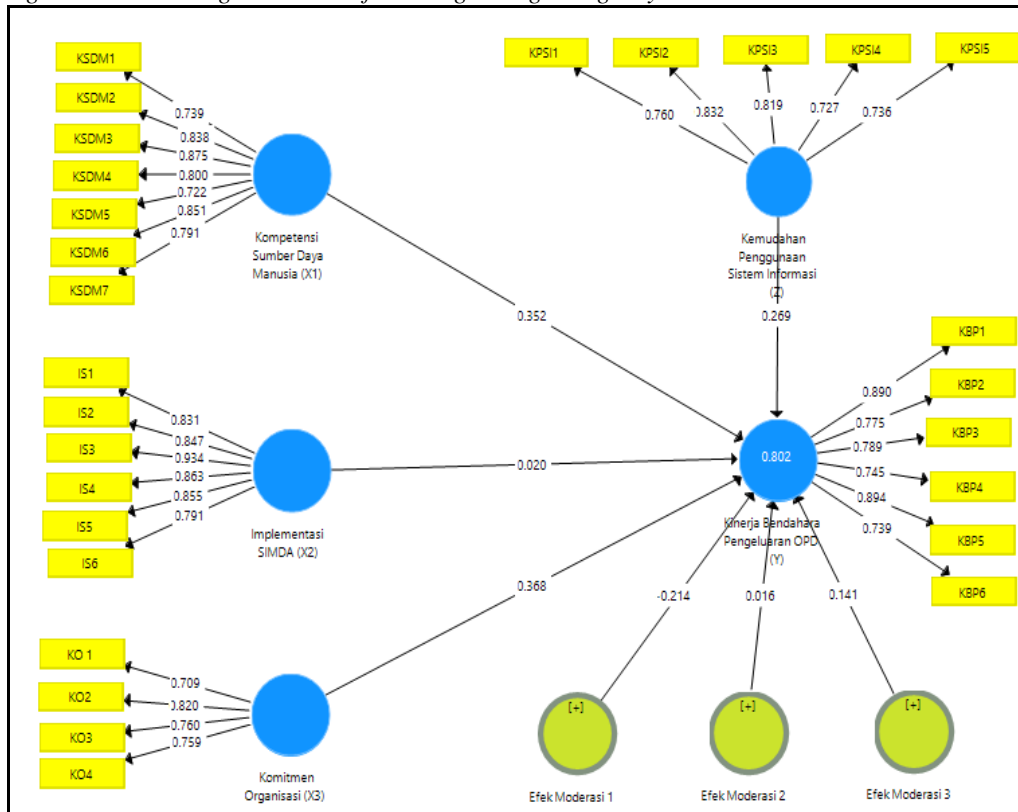 KSDM1
KSDM2
KSDM3
KSDM4
KSDM5
KSDM6
KSDM7
0.739
0.838
0.875
0.800
0.722
0.851
0.791
Kompetensi
Sumber Daya
Manusia (X1)
KPSI1
KPSI2
KPSI3
KPSI4
KPSI5
0.760
0.832
0.819
0.727
0.736
Kemudahan
Penggunaan
Sistem Informasi
(Z)
0.352
0.269
IS1
IS2
IS3
IS4
IS5
IS6
0.831
0.847
0.934
0.863
0.855
0.791
Implementasi
SIMDA (X2)
0.020
0.802
Kinerja Bendahara
Pengeluaran OPD
(Y)
KBP1
KBP2
KBP3
KBP4
KBP5
KBP6
0.890
0.775
0.789
0.745
0.894
0.739
KO 1
KO2
KO3
KO4
0.709
0.820
0.760
0.759
Komitmen
Organisasi (X3)
0.368
-0.214
0.016
0.141
[+]
[+]
[+]
Efek Moderasi 1
Efek Moderasi 2
Efek Moderasi 3